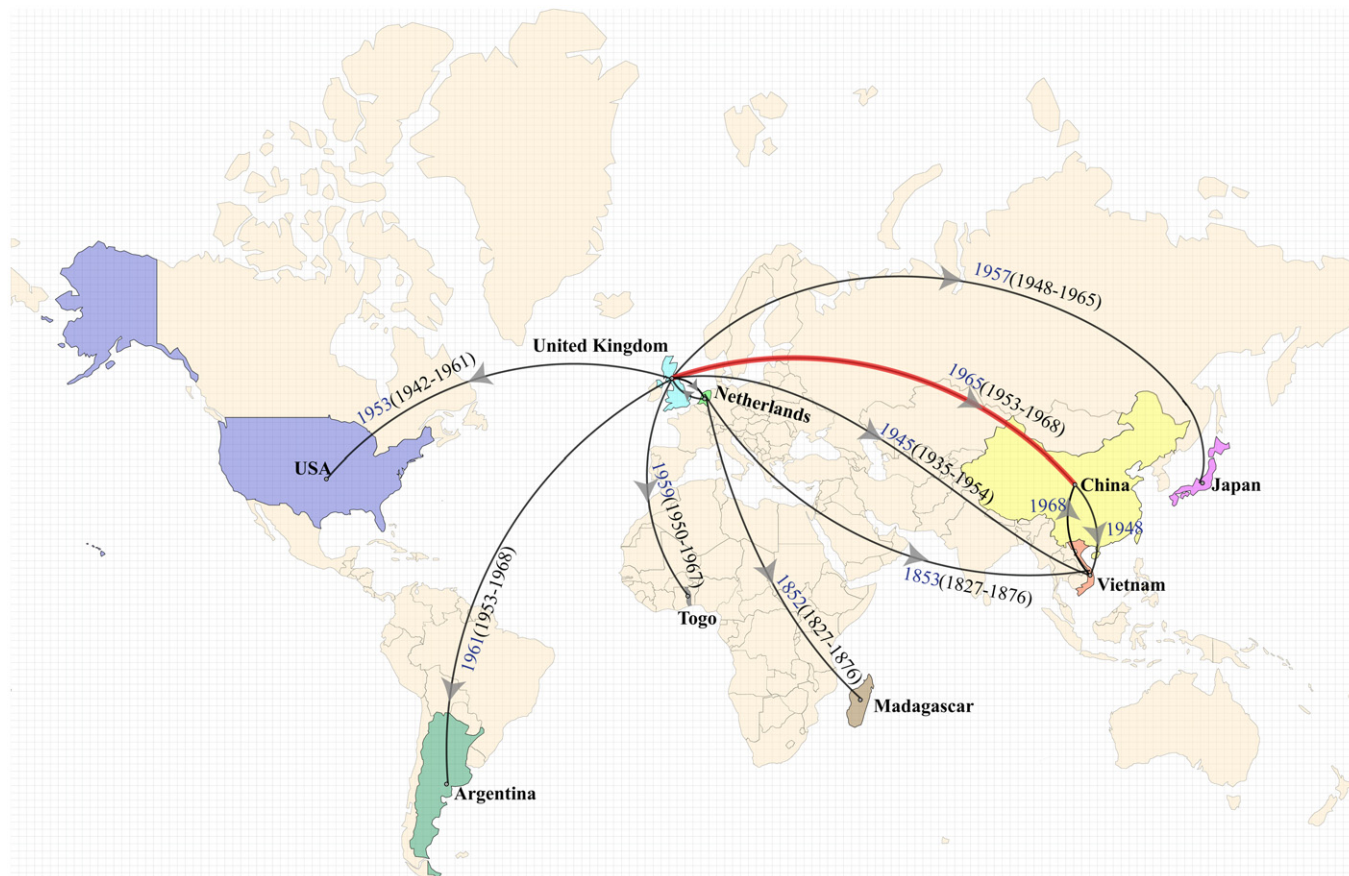 1957(1948-1965)
United Kingdom
1953(1942-1961)
1965(1953-1968)
Netherlands
1945(1935-1954)
USA
1959(1950-1967)
China
Japan
1968
1948
1853(1827-1876)
Vietnam
1852(1827-1876)
1961(1953-1968)
Togo
Madagascar
Argentina